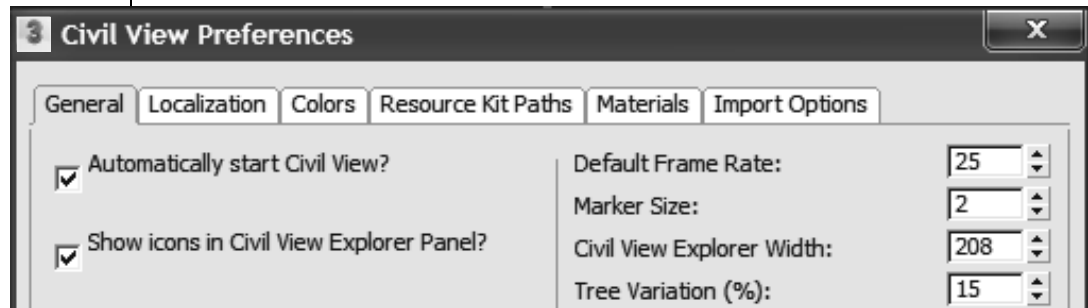 3 Civil View Preferences x
General Localization Colors Resource Kit Paths Materials Import Options
Automatically start Civil View?
Show icons in Civil View Explorer Panel?
Default Frame Rate: 25
Marker Size: 2
Civil View Explorer Width: 208
Tree Variation (%): 15